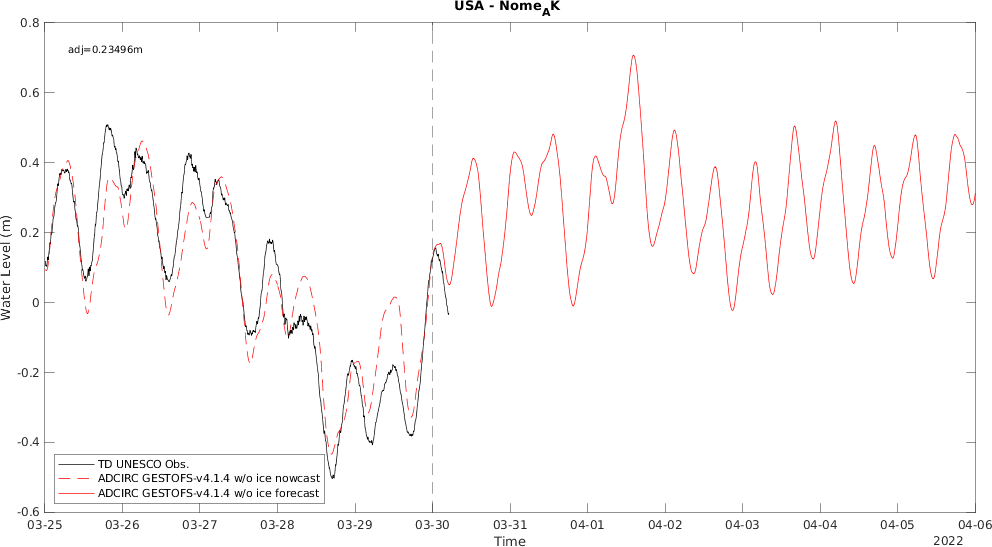 USA - Nome_AK
adj=0.23496m
0.8
0.6
0.4
0.2
0
-0.2
-0.4
-0.6
Water Level (m)
TD UNESCO Obs.
ADCIRC GESTOFS-v4.1.4 w/o ice nowcast
ADCIRC GESTOFS-v4.1.4 w/o ice forecast
03-25 03-26 03-27 03-28 03-29 03-30 03-31 04-01 04-02 04-03 04-04 04-05 04-06
Time
2022